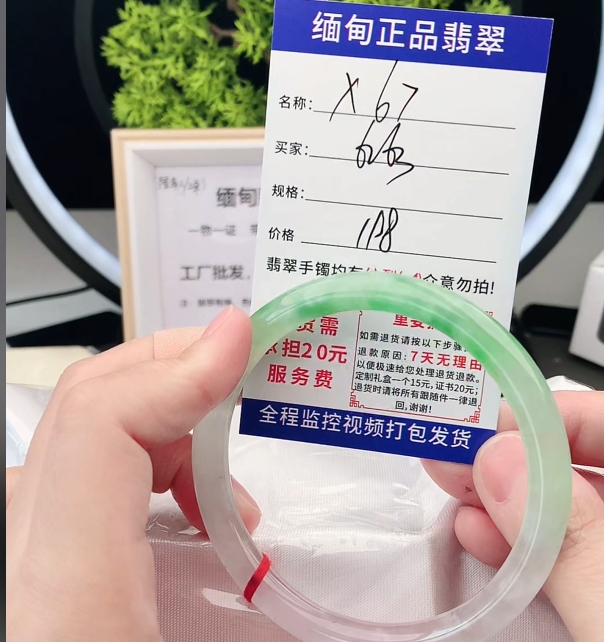 缅甸正品翡翠
名称: X67
买家:
规格:
价格 198
翡翠手镯均有
介意勿拍!
缅甸
一物一证
工厂批发,
货需
承担20元
服务费
如需退货请按以下步骤
退款原因:7天无理由
以便极速给您处理退货退款。
定制礼盒一个15元,证书20元;
退货时请将所有跟随件一律退
回,谢谢!
全程监控视频打包发货